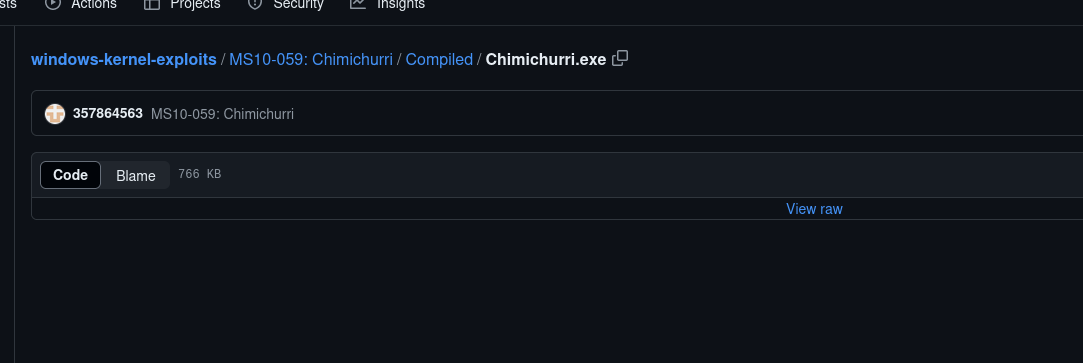 sts Actions Projects Security Insights
windows-kernel-exploits / MS10-059: Chimichurri / Compiled / Chimichurri.exe
357864563 MS10-059: Chimichurri
Code Blame 766 KB
View raw